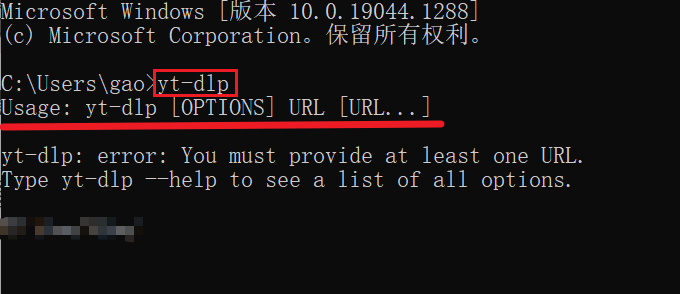 Microsoft Windows [版本 10.0.19044.1288]
(c) Microsoft Corporation。保留所有权利。
C:\Users\gao>yt-dlp
Usage: yt-dlp [OPTIONS] URL [URL...]
yt-dlp: error: You must provide at least one URL.
Type yt-dlp --help to see a list of all options.